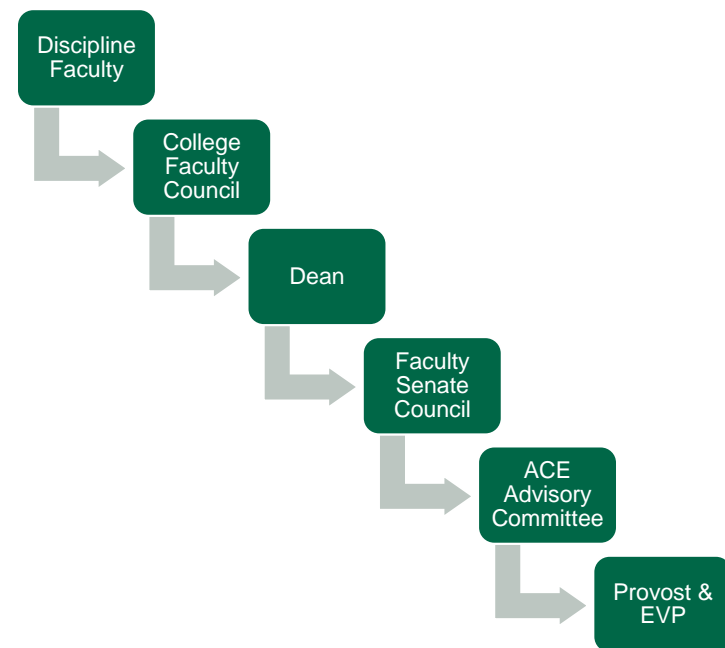 Discipline
Faculty
College
Faculty
Council
Dean
Faculty
Senate
Council
ACE
Advisory
Committee
Provost &
EVP